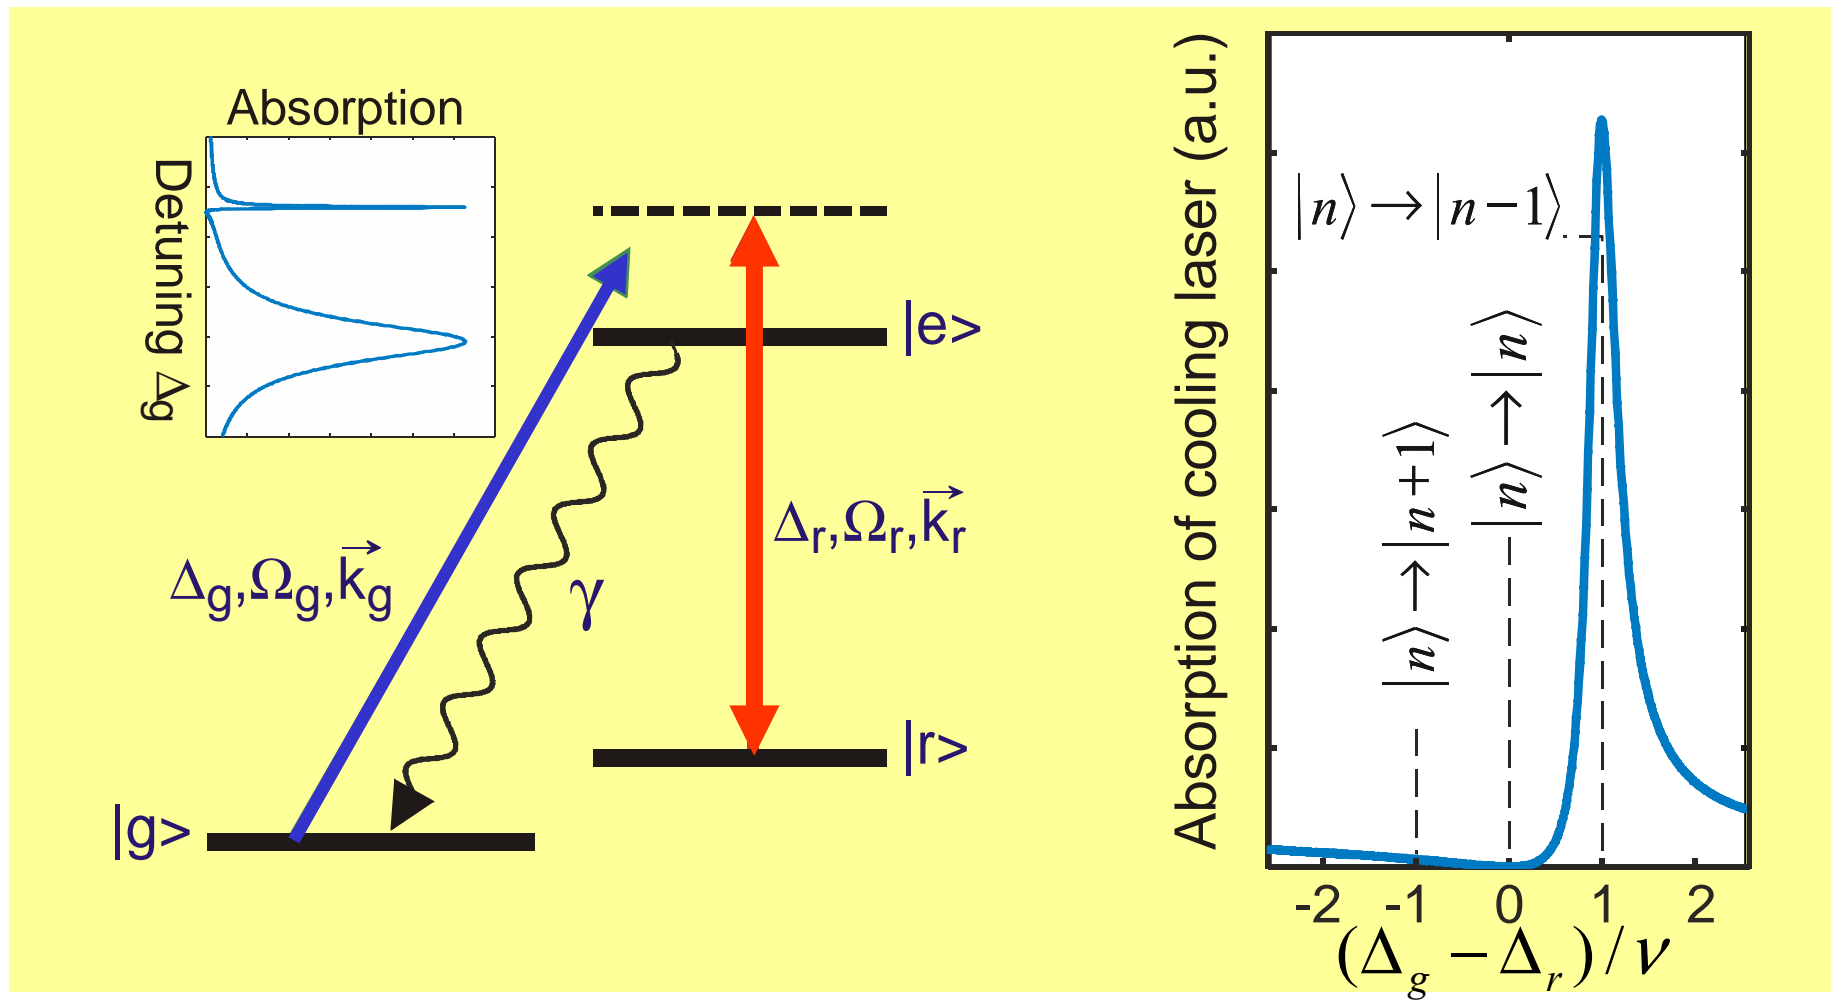 Absorption
Detuning Δg
|e>
Δr,Ωr,k⃗r
Δg,Ωg,k⃗g
γ
|r>
|g>
Absorption of cooling laser (a.u.)
|n⟩→|n−1⟩
|n⟩→|n+1⟩
|n⟩→|n⟩
-2 -1 0 1 2
(Δg−Δr)/ν